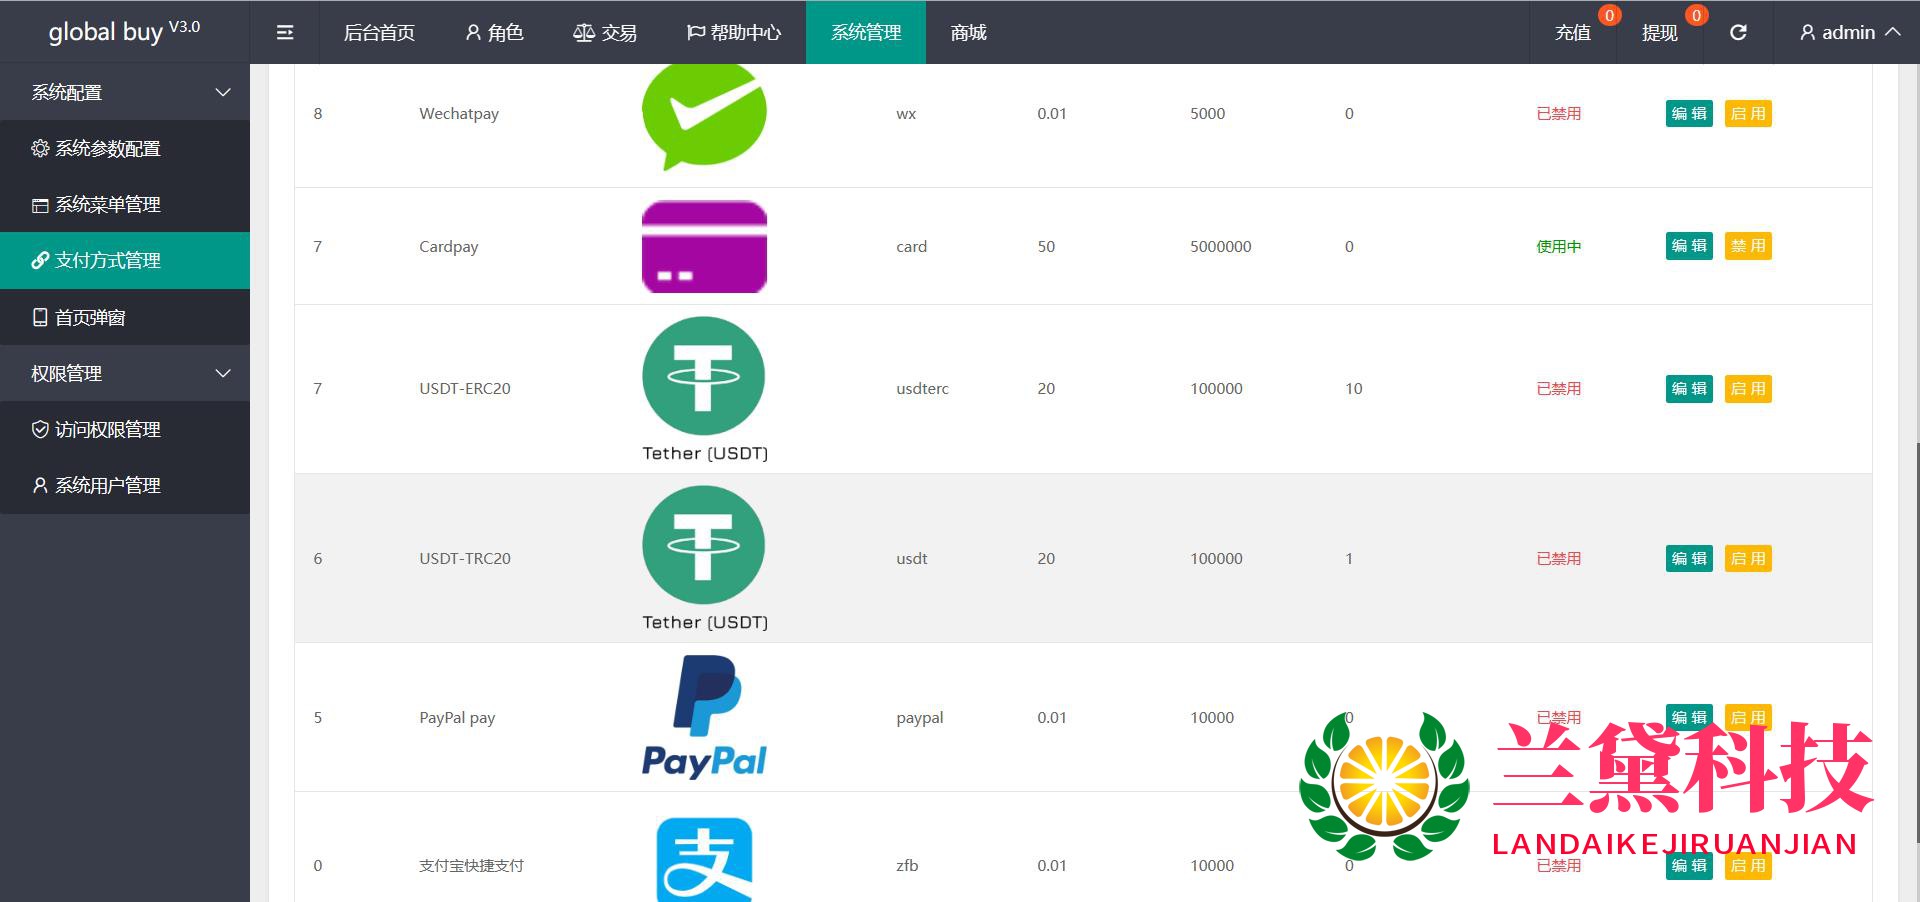 global buy V3.0
后台首页
角色
交易
帮助中心
系统管理
商城
充值 0
提现 0
admin
系统配置
系统参数配置
系统菜单管理
支付方式管理
首页弹窗
权限管理
访问权限管理
系统用户管理
8 Wechatpay wx 0.01 5000 0 已禁用 编辑 启用
7 Cardpay card 50 5000000 0 使用中 编辑 禁用
7 USDT-ERC20 Tether (USDT) usdterc 20 100000 10 已禁用 编辑 启用
6 USDT-TRC20 Tether (USDT) usdt 20 100000 1 已禁用 编辑 启用
5 PayPal pay PayPal paypal 0.01 10000 0 已禁用 编辑 启用
0 支付宝快捷支付 支 zfb 0.01 10000 0 已禁用 编辑 启用
兰黛科技
LANDAIKEJIRUANJIAN